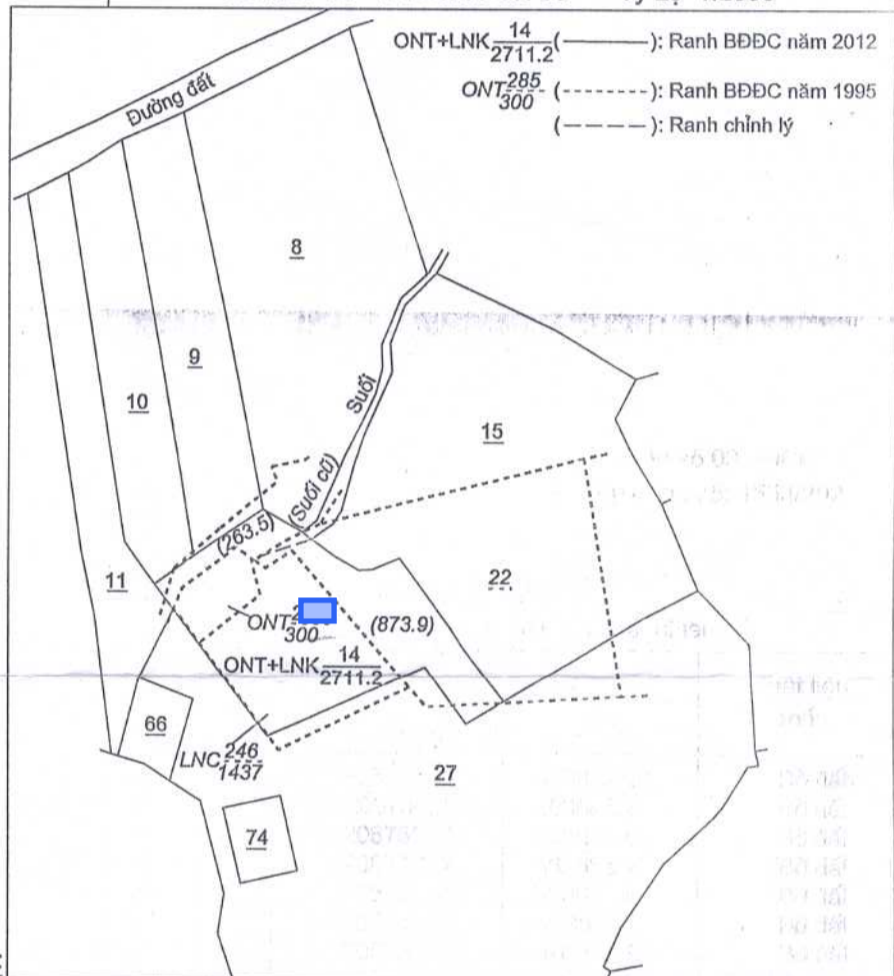 ONT+LNK 14/2711.2 (————): Ranh BĐĐC năm 2012
ONT 285/300 (--------): Ranh BĐĐC năm 1995
(— — — —): Ranh chỉnh lý
Đường đất
8
9
10
Suối
15
(Suối cũ)
(263.5)
11
22
ONT 300
(873.9)
ONT+LNK 14/2711.2
66
LNC 246/1437
27
74